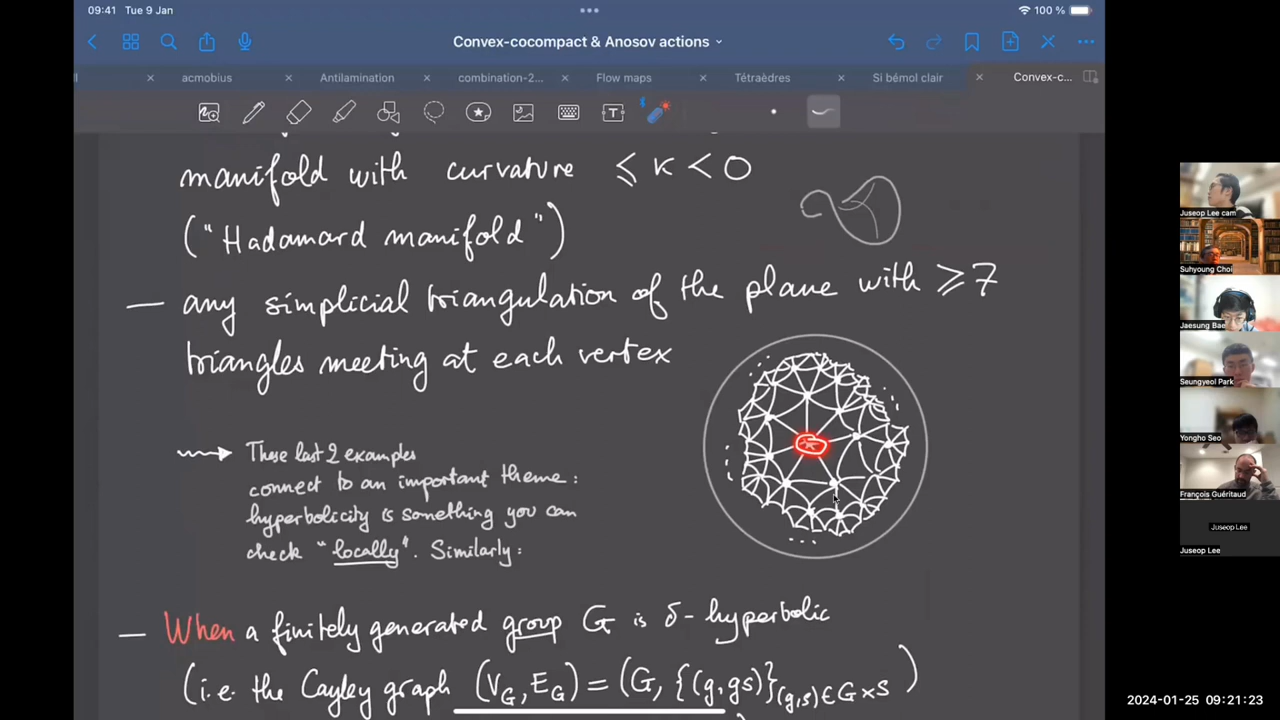 09:41 Tue 9 Jan
100 %
Convex-cocompact & Anosov actions
acmobius
Antilamation
combination-2...
Flow maps
Tétraèdres
Si bémol clair
Convex-c...
manifold with curvature ≤ K < 0
("Hadamard manifold")
— any simplicial triangulation of the plane with ⩾7
triangles meeting at each vertex
These last 2 examples
connect to an important theme:
hyperbolicity is something you can
check "locally". Similarly:
— When a finitely generated group G is δ-hyperbolic
(i.e. the Cayley graph (V_G, E_G) = (G, {(g,gs)}_(g,s)∈G×S)
Juseop Lee cam
Suhyoung Choi
Jaesung Bae
Seungyeol Park
Yongho Seo
François Guéritaud
Juseop Lee
Juseop Lee
2024-01-25 09:21:23